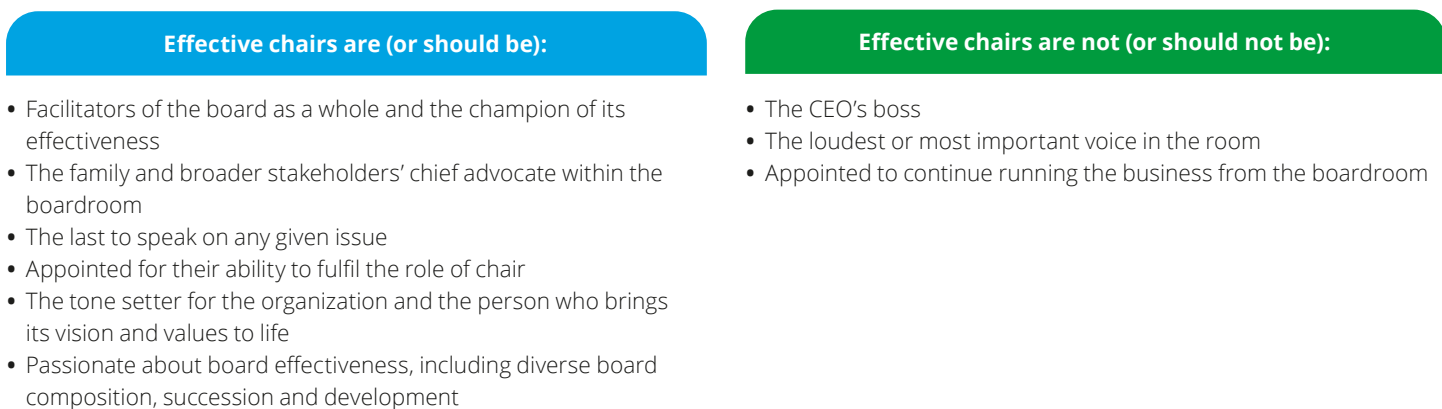 Effective chairs are (or should be):
• Facilitators of the board as a whole and the champion of its
effectiveness
• The family and broader stakeholders’ chief advocate within the
boardroom
• The last to speak on any given issue
• Appointed for their ability to fulfil the role of chair
• The tone setter for the organization and the person who brings
its vision and values to life
• Passionate about board effectiveness, including diverse board
composition, succession and development
Effective chairs are not (or should not be):
• The CEO’s boss
• The loudest or most important voice in the room
• Appointed to continue running the business from the boardroom